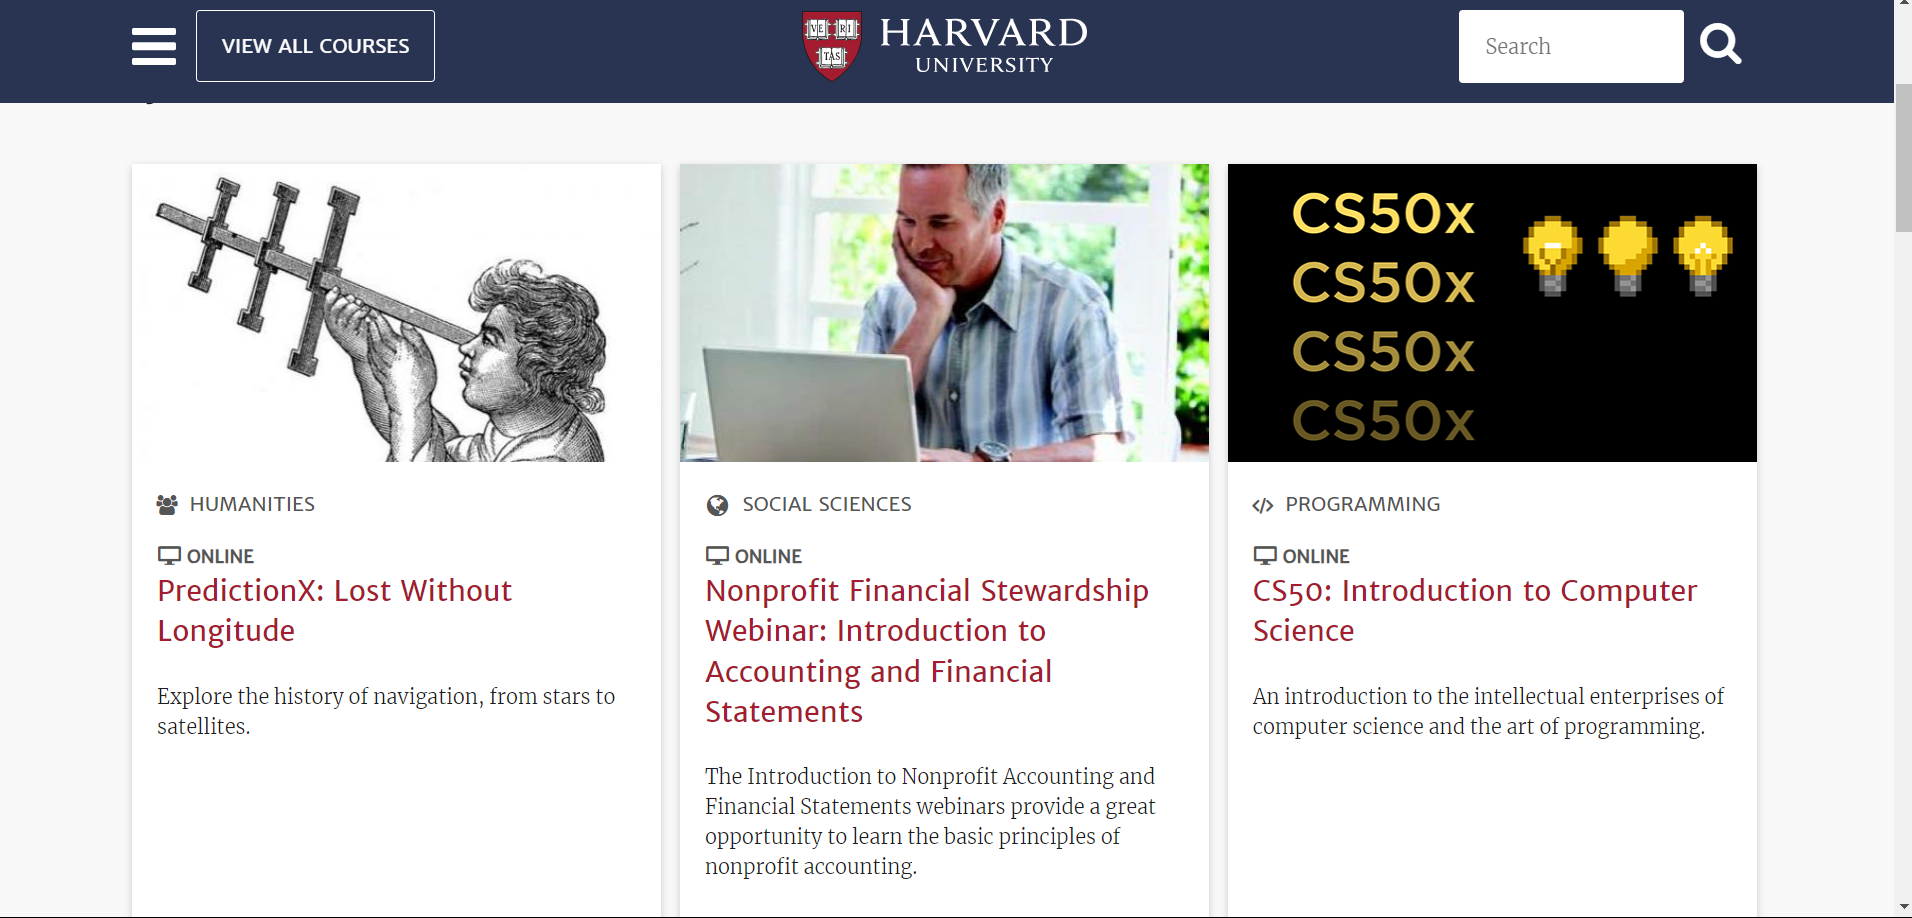 VIEW ALL COURSES
VE RI
TAS
HARVARD
UNIVERSITY
Search
CS50x
CS50x
CS50x
CS50x
HUMANITIES
ONLINE
PredictionX: Lost Without
Longitude
Explore the history of navigation, from stars to
satellites.
SOCIAL SCIENCES
ONLINE
Nonprofit Financial Stewardship
Webinar: Introduction to
Accounting and Financial
Statements
The Introduction to Nonprofit Accounting and
Financial Statements webinars provide a great
opportunity to learn the basic principles of
nonprofit accounting.
PROGRAMMING
ONLINE
CS50: Introduction to Computer
Science
An introduction to the intellectual enterprises of
computer science and the art of programming.